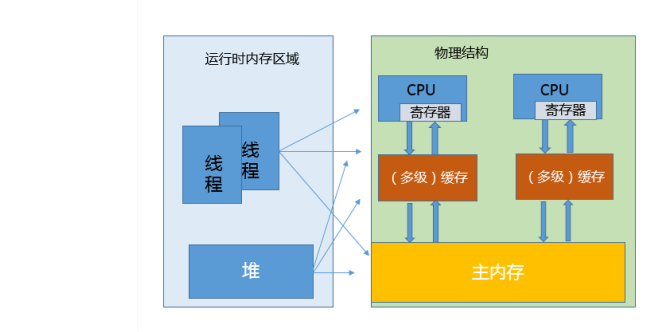 运行时内存区域
线程
线程
堆
物理结构
CPU
寄存器
CPU
寄存器
（多级）缓存
（多级）缓存
主内存